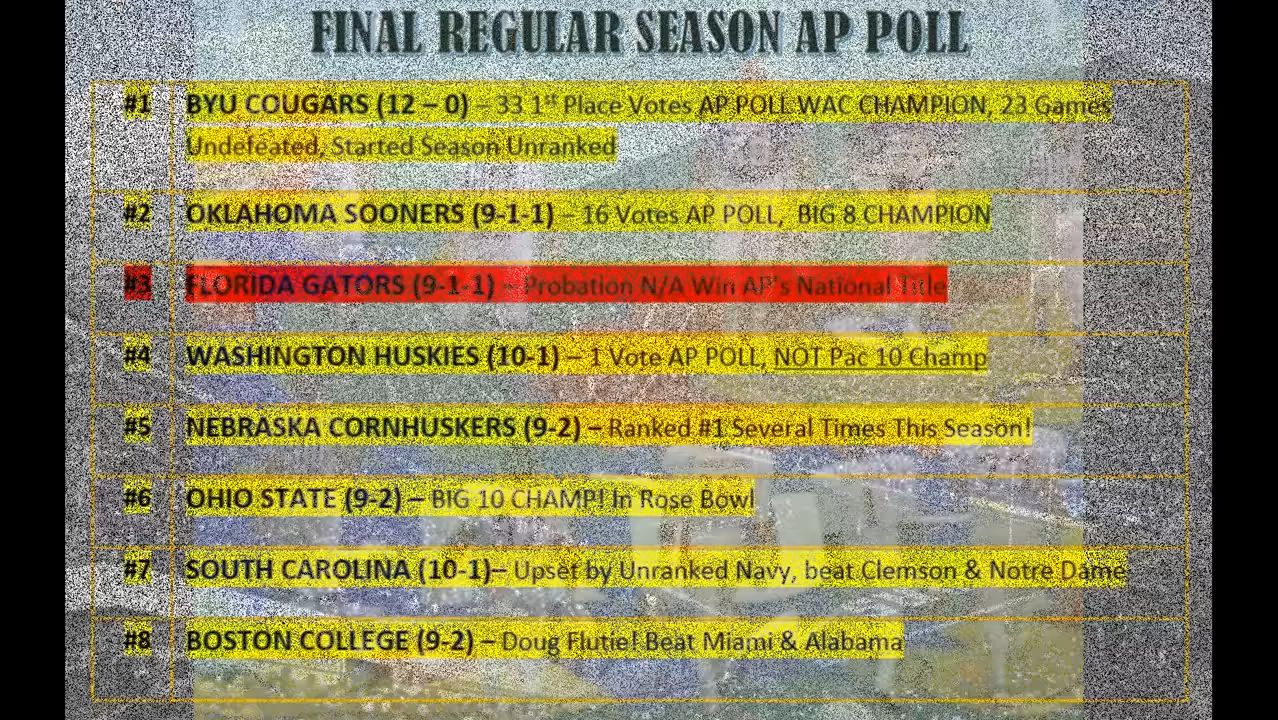 FINAL REGULAR SEASON AP POLL
#1 BYU COUGARS (12 – 0) – 33 1st Place Votes AP POLL WAC CHAMPION, 23 Games
Undefeated, Started Season Unranked
#2 OKLAHOMA SOONERS (9-1-1) – 16 Votes AP POLL, BIG 8 CHAMPION
#3 FLORIDA GATORS (9-1-1) – Probation N/A Win AP's National Title
#4 WASHINGTON HUSKIES (10-1) – 1 Vote AP POLL, NOT Pac 10 Champ
#5 NEBRASKA CORNHUSKERS (9-2) – Ranked #1 Several Times This Season!
#6 OHIO STATE (9-2) – BIG 10 CHAMP! In Rose Bowl
#7 SOUTH CAROLINA (10-1)– Upset by Unranked Navy, beat Clemson & Notre Dame
#8 BOSTON COLLEGE (9-2) – Doug Flutie! Beat Miami & Alabama